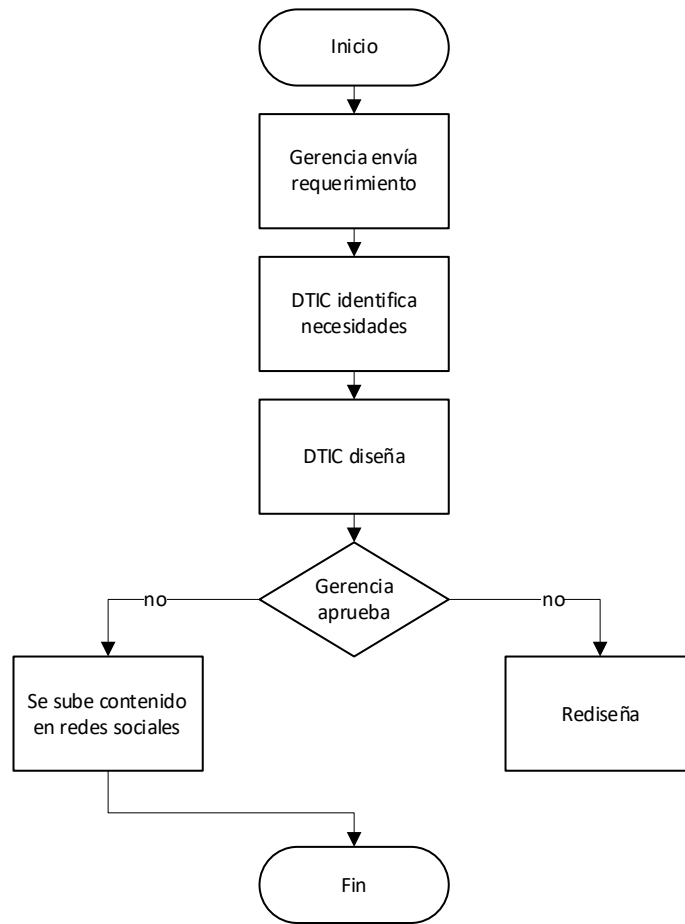 Inicio
Gerencia envía
requerimiento
DTIC identifica
necesidades
DTIC diseña
Gerencia
aprueba
no
no
Se sube contenido
en redes sociales
Rediseña
Fin